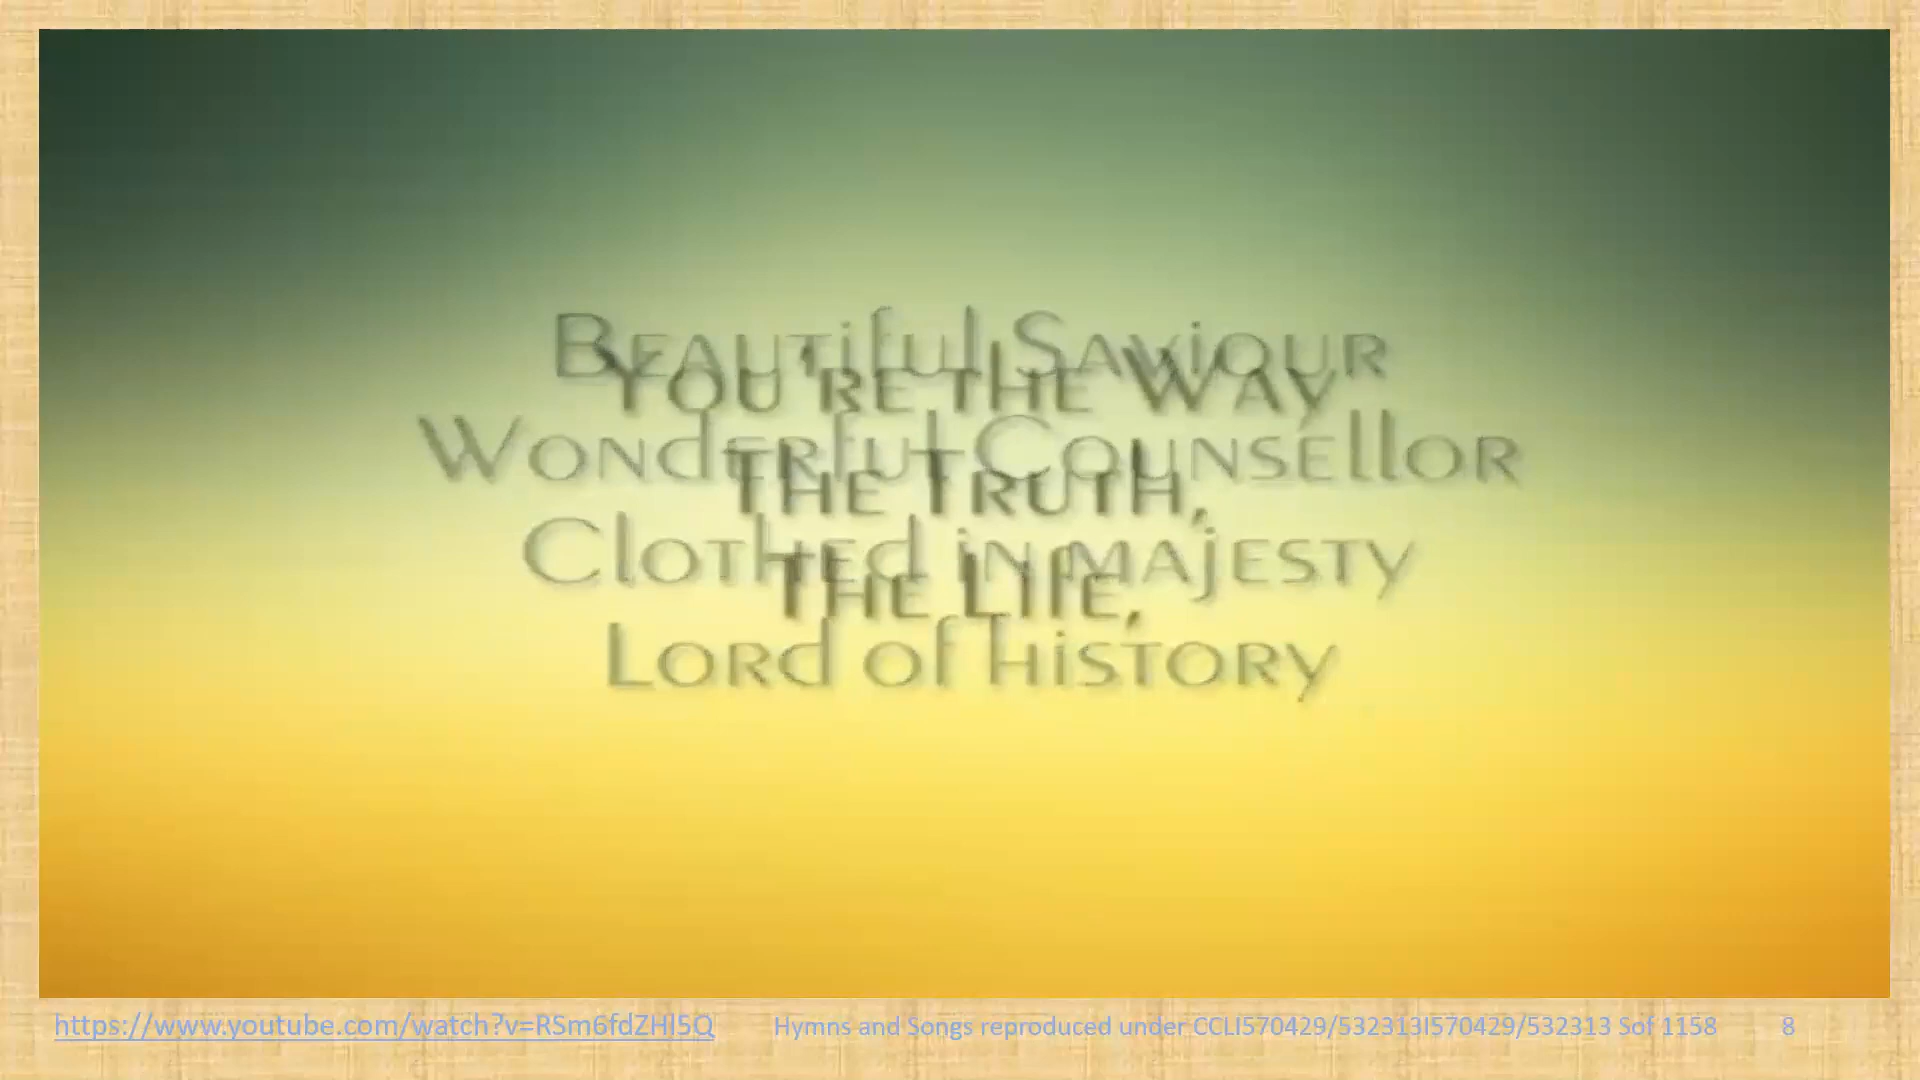 Beautiful Saviour
You're the Way
Wonderful Counsellor
The Truth,
Clothed in majesty
The Life,
Lord of history
https://www.youtube.com/watch?v=RSm6fdZHl5Q
Hymns and Songs reproduced under CCLI570429/532313I570429/532313 Sof 1158
8